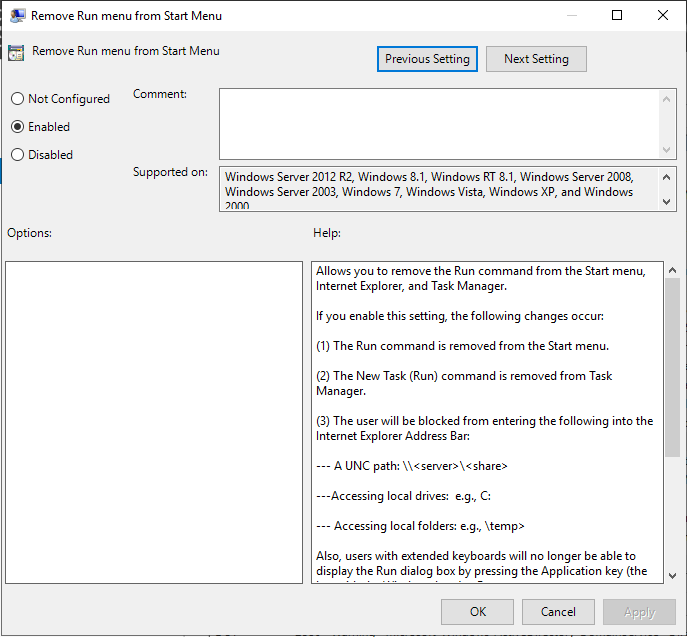 Remove Run menu from Start Menu
Remove Run menu from Start Menu
Previous Setting
Next Setting
Not Configured
Enabled
Disabled
Comment:
Supported on:
Windows Server 2012 R2, Windows 8.1, Windows RT 8.1, Windows Server 2008,
Windows Server 2003, Windows 7, Windows Vista, Windows XP, and Windows
2000
Options:
Help:
Allows you to remove the Run command from the Start menu,
Internet Explorer, and Task Manager.
If you enable this setting, the following changes occur:
(1) The Run command is removed from the Start menu.
(2) The New Task (Run) command is removed from Task
Manager.
(3) The user will be blocked from entering the following into the
Internet Explorer Address Bar:
--- A UNC path: \\<server>\<share>
---Accessing local drives:  e.g., C:
--- Accessing local folders: e.g., \temp>
Also, users with extended keyboards will no longer be able to
display the Run dialog box by pressing the Application key (the
OK
Cancel
Apply